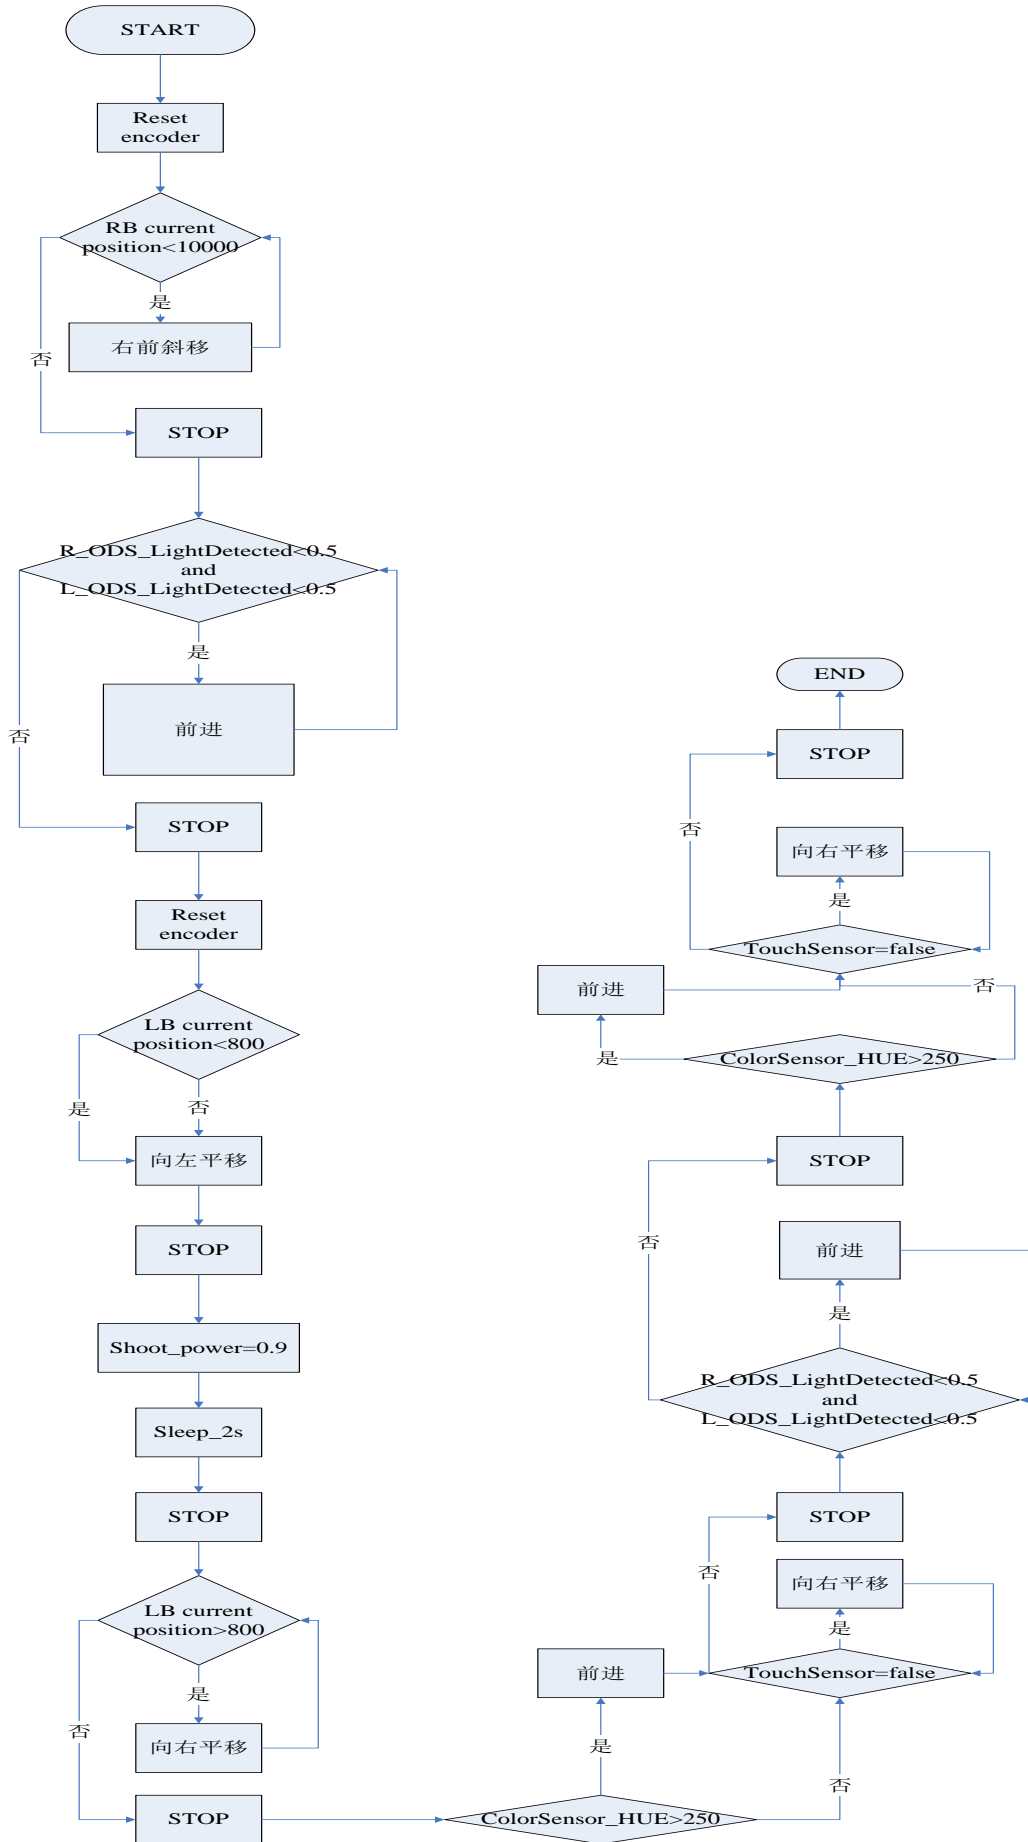 START
Reset
encoder
RB current
position<10000
是
右前斜移
否
STOP
R_ODS_LightDetected<0.5
and
L_ODS_LightDetected<0.5
是
前进
否
STOP
Reset
encoder
LB current
position<800
是
否
向左平移
STOP
Shoot_power=0.9
Sleep_2s
STOP
LB current
position>800
是
否
向右平移
STOP
ColorSensor_HUE>250
是
否
前进
TouchSensor=false
是
向右平移
否
STOP
R_ODS_LightDetected<0.5
and
L_ODS_LightDetected<0.5
是
前进
否
STOP
ColorSensor_HUE>250
是
否
前进
TouchSensor=false
是
向右平移
否
STOP
END